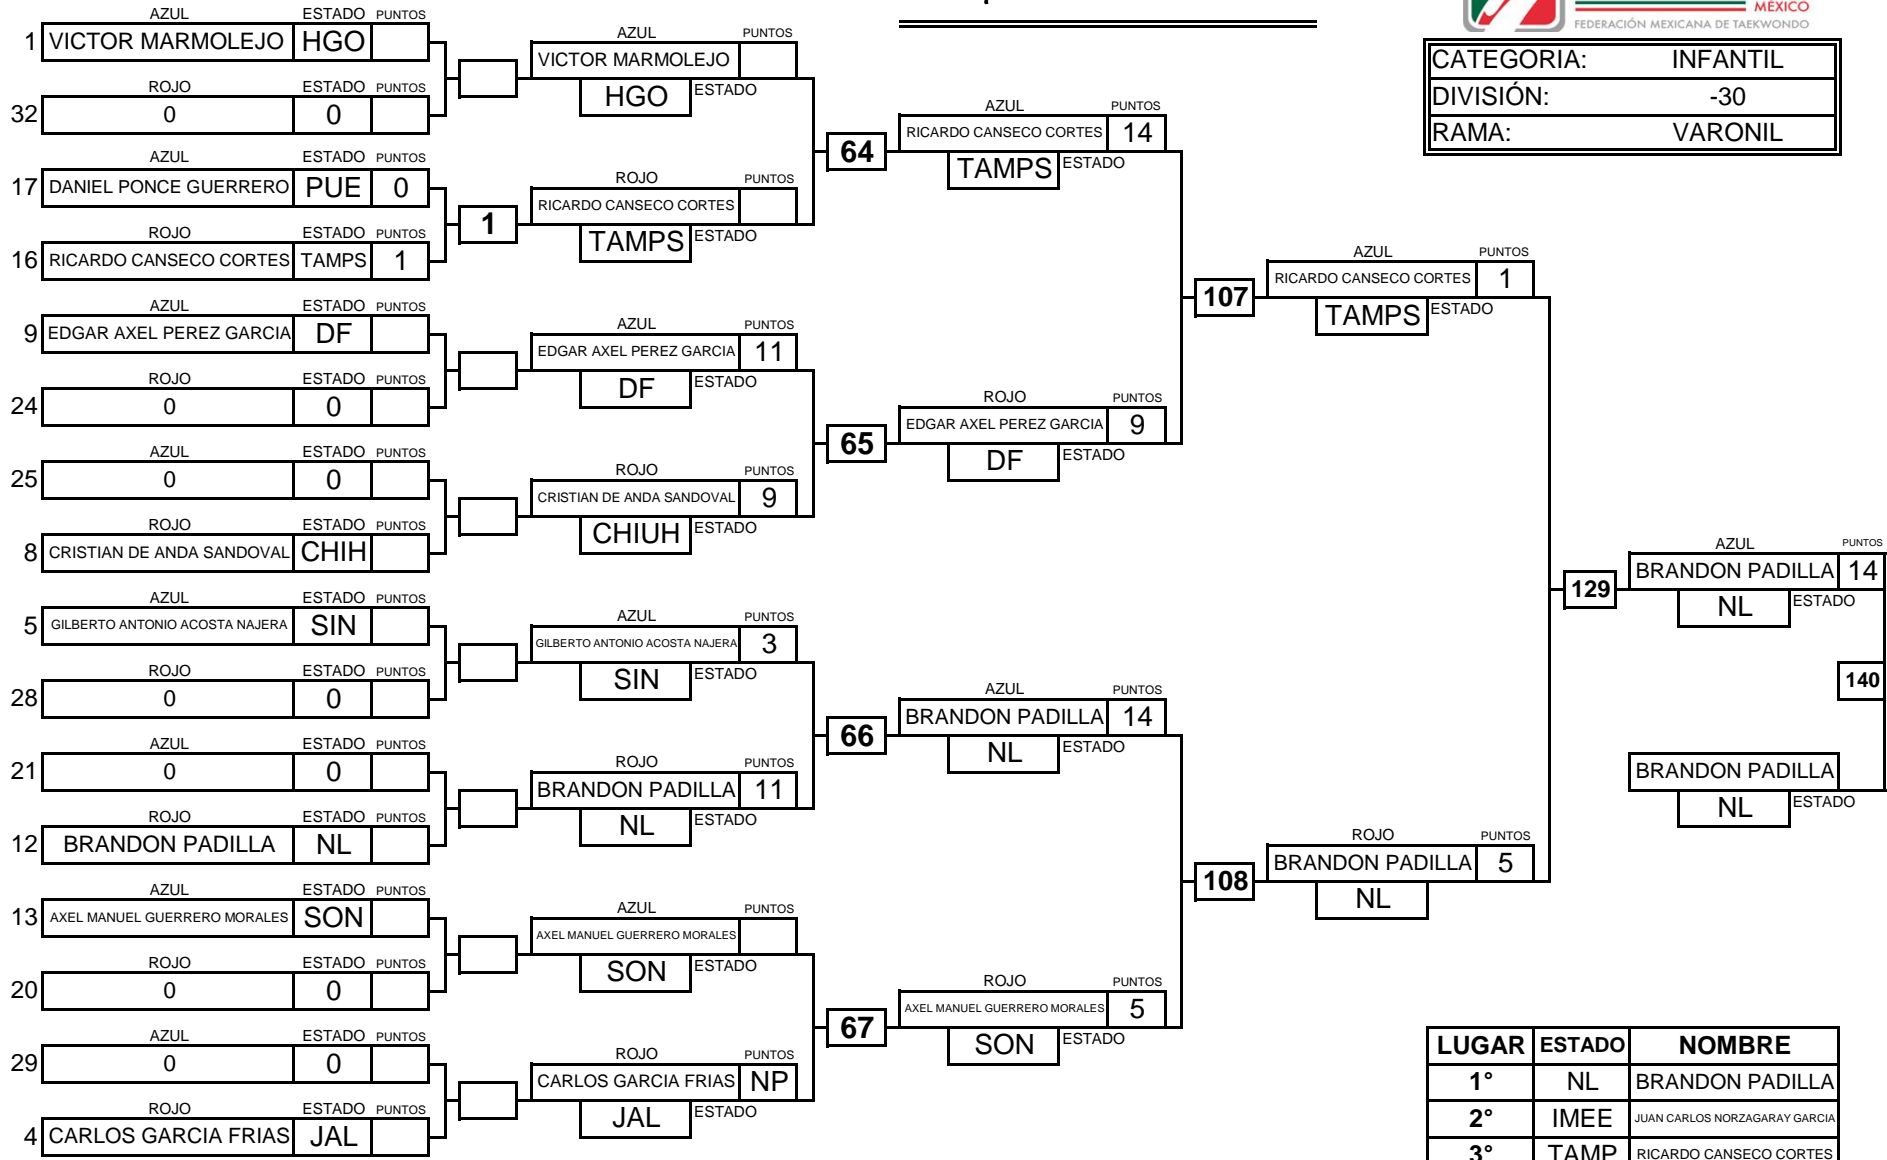 MÉXICO
FEDERACIÓN MEXICANA DE TAEKWONDO
CATEGORIA: INFANTIL
DIVISIÓN: -30
RAMA: VARONIL
AZUL ESTADO PUNTOS
1 VICTOR MARMOLEJO HGO
ROJO ESTADO PUNTOS
32 0 0
AZUL ESTADO PUNTOS
17 DANIEL PONCE GUERRERO PUE 0
ROJO ESTADO PUNTOS
16 RICARDO CANSECO CORTES TAMPS 1
AZUL ESTADO PUNTOS
9 EDGAR AXEL PEREZ GARCIA DF
ROJO ESTADO PUNTOS
24 0 0
AZUL ESTADO PUNTOS
25 0 0
ROJO ESTADO PUNTOS
8 CRISTIAN DE ANDA SANDOVAL CHIH
AZUL ESTADO PUNTOS
5 GILBERTO ANTONIO ACOSTA NAJERA SIN
ROJO ESTADO PUNTOS
28 0 0
AZUL ESTADO PUNTOS
21 0 0
ROJO ESTADO PUNTOS
12 BRANDON PADILLA NL
AZUL ESTADO PUNTOS
13 AXEL MANUEL GUERRERO MORALES SON
ROJO ESTADO PUNTOS
20 0 0
AZUL ESTADO PUNTOS
29 0 0
ROJO ESTADO PUNTOS
4 CARLOS GARCIA FRIAS JAL
1
AZUL PUNTOS
VICTOR MARMOLEJO
HGO ESTADO
ROJO PUNTOS
RICARDO CANSECO CORTES
TAMPS ESTADO
AZUL PUNTOS
EDGAR AXEL PEREZ GARCIA 11
DF ESTADO
ROJO PUNTOS
CRISTIAN DE ANDA SANDOVAL 9
CHIUH ESTADO
AZUL PUNTOS
GILBERTO ANTONIO ACOSTA NAJERA 3
SIN ESTADO
ROJO PUNTOS
BRANDON PADILLA 11
NL ESTADO
AZUL PUNTOS
AXEL MANUEL GUERRERO MORALES
SON ESTADO
ROJO PUNTOS
CARLOS GARCIA FRIAS NP
JAL ESTADO
64
65
66
67
AZUL PUNTOS
RICARDO CANSECO CORTES 14
TAMPS ESTADO
ROJO PUNTOS
EDGAR AXEL PEREZ GARCIA 9
DF ESTADO
AZUL PUNTOS
BRANDON PADILLA 14
NL ESTADO
ROJO PUNTOS
AXEL MANUEL GUERRERO MORALES 5
SON ESTADO
107
108
AZUL PUNTOS
RICARDO CANSECO CORTES 1
TAMPS ESTADO
ROJO PUNTOS
BRANDON PADILLA 5
NL
129
AZUL PUNTOS
BRANDON PADILLA 14
NL ESTADO
140
BRANDON PADILLA
NL ESTADO
LUGAR ESTADO NOMBRE
1° NL BRANDON PADILLA
2° IMEE JUAN CARLOS NORZAGARAY GARCIA
3° TAMP RICARDO CANSECO CORTES